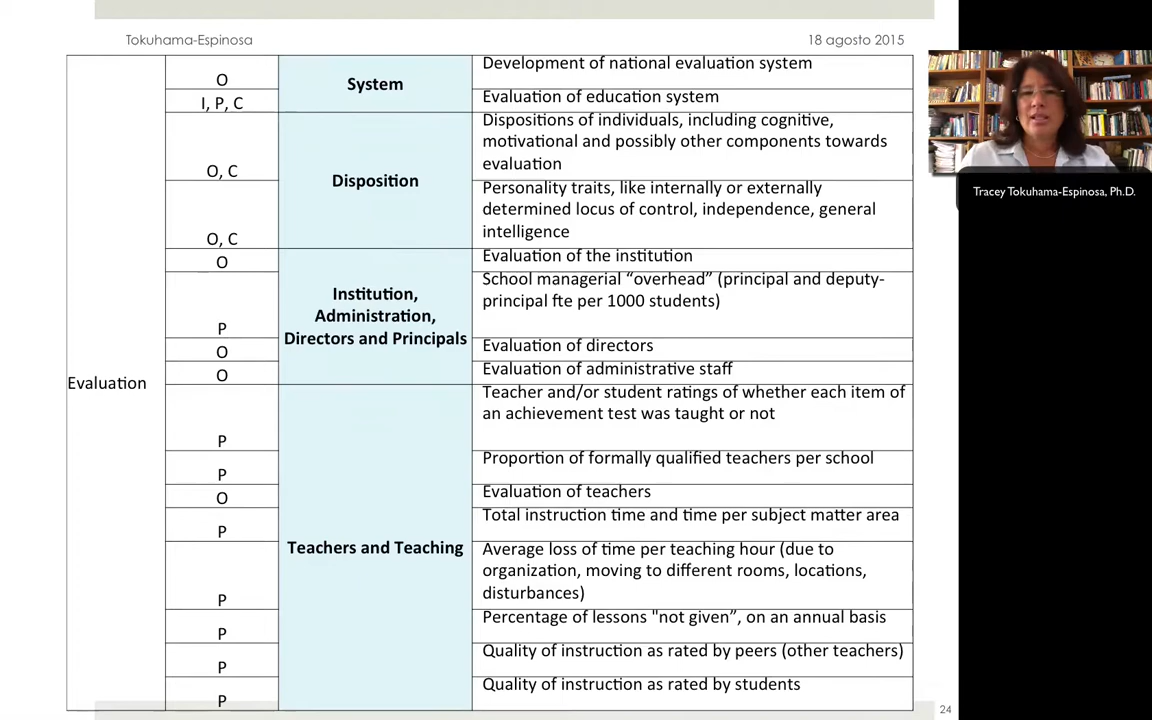 Tokuhama-Espinosa
18 agosto 2015
Evaluation
O
System
Development of national evaluation system
I, P, C
Evaluation of education system
O, C
Disposition
Dispositions of individuals, including cognitive,
motivational and possibly other components towards
evaluation
O, C
Personality traits, like internally or externally
determined locus of control, independence, general
intelligence
O
Institution,
Administration,
Directors and Principals
Evaluation of the institution
P
School managerial “overhead” (principal and deputy-
principal fte per 1000 students)
O
Evaluation of directors
O
Evaluation of administrative staff
P
Teachers and Teaching
Teacher and/or student ratings of whether each item of
an achievement test was taught or not
P
Proportion of formally qualified teachers per school
O
Evaluation of teachers
P
Total instruction time and time per subject matter area
P
Average loss of time per teaching hour (due to
organization, moving to different rooms, locations,
disturbances)
P
Percentage of lessons "not given”, on an annual basis
P
Quality of instruction as rated by peers (other teachers)
P
Quality of instruction as rated by students
24
Tracey Tokuhama-Espinosa, Ph.D.